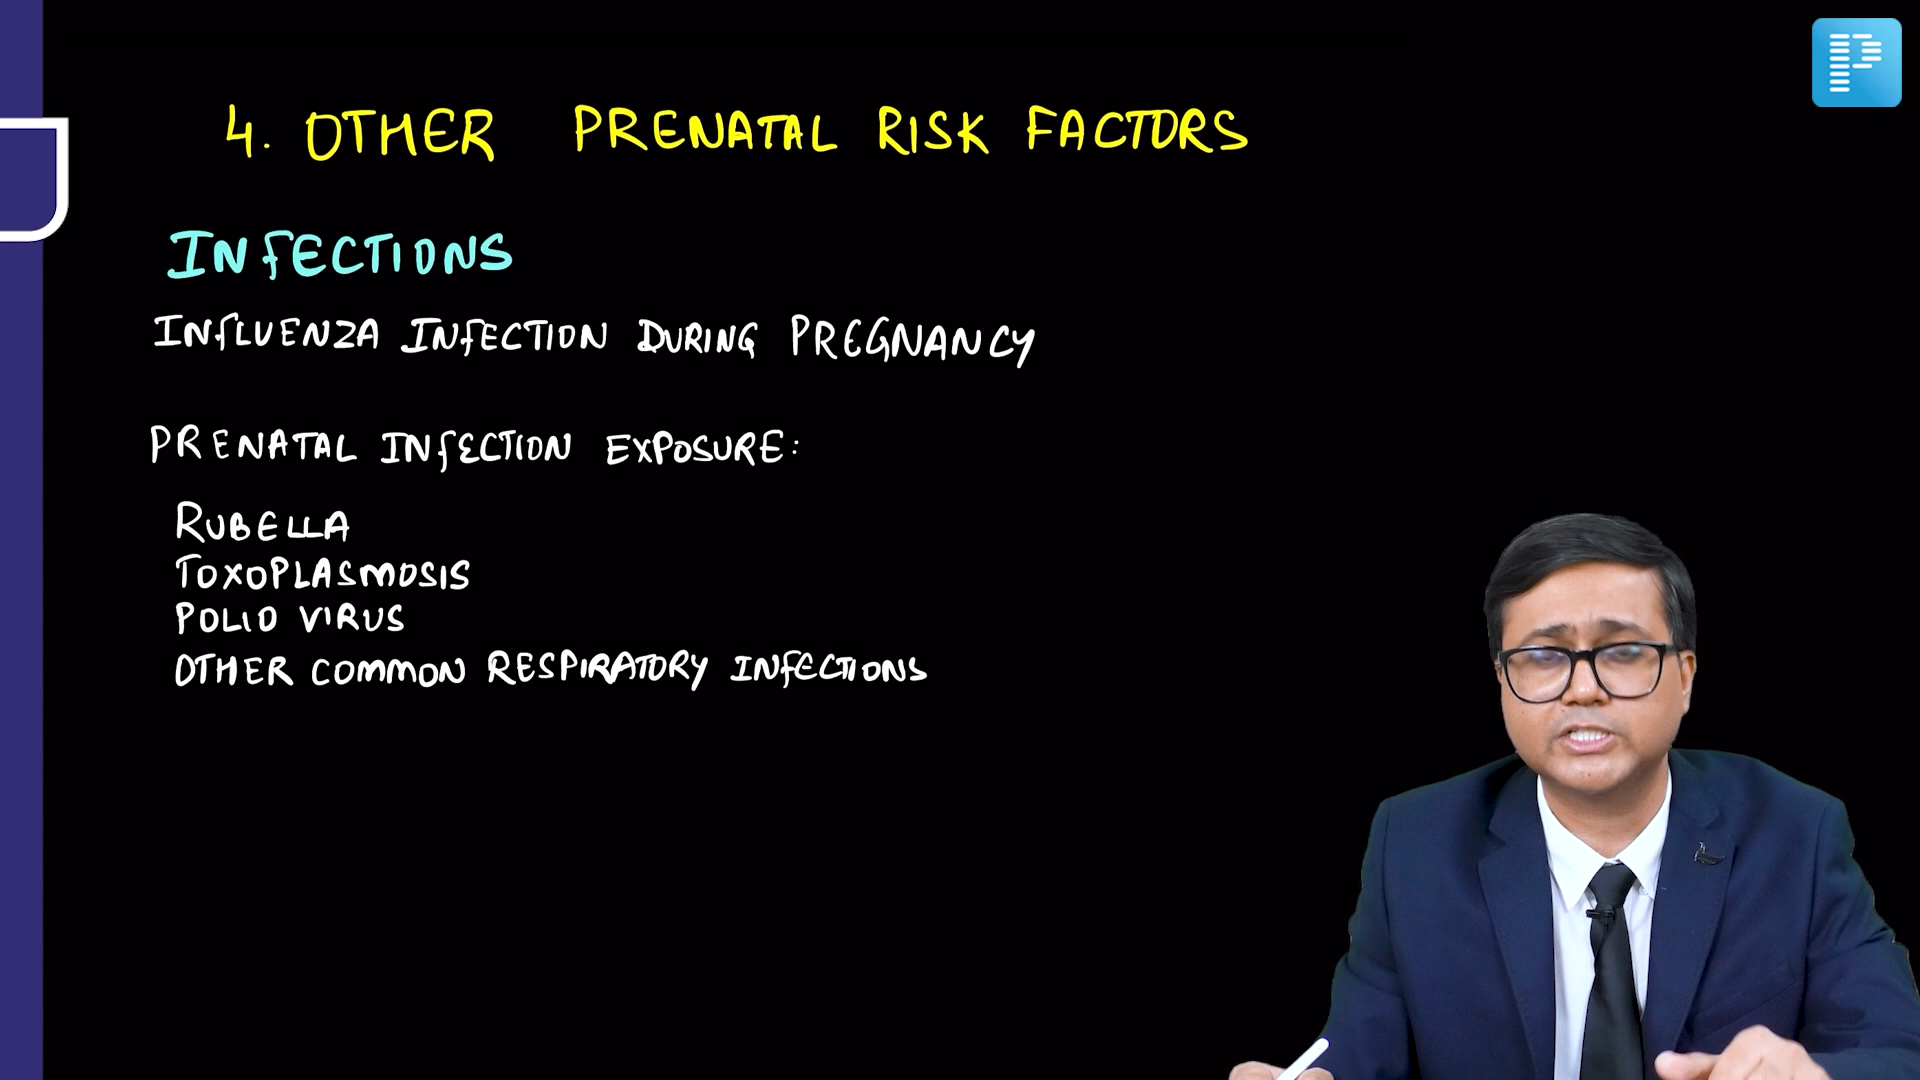 4. OTHER PRENATAL RISK FACTORS
INFECTIONS
INFLUENZA INFECTION DURING PREGNANCY
PRENATAL INFECTION EXPOSURE:
RUBELLA
TOXOPLASMOSIS
POLIO VIRUS
OTHER COMMON RESPIRATORY INFECTIONS